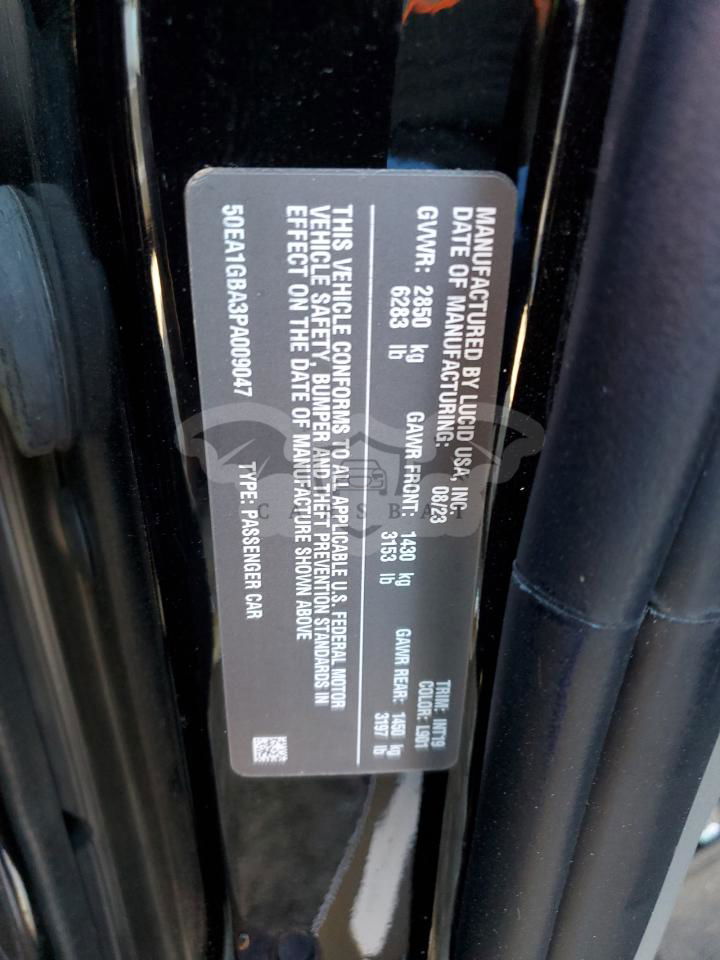 MANUFACTURED BY LUCID USA, INC.
DATE OF MANUFACTURING: 08/23
TRIM: INT19
COLOR: L901
GVWR: 2850 kg
6283 lb
GAWR FRONT: 1430 kg
3153 lb
GAWR REAR: 1450 kg
3197 lb
THIS VEHICLE CONFORMS TO ALL APPLICABLE U.S. FEDERAL MOTOR
VEHICLE SAFETY, BUMPER AND THEFT PREVENTION STANDARDS IN
EFFECT ON THE DATE OF MANUFACTURE SHOWN ABOVE
50EA1GBA3PA009047 TYPE: PASSENGER CAR
CARSBAT